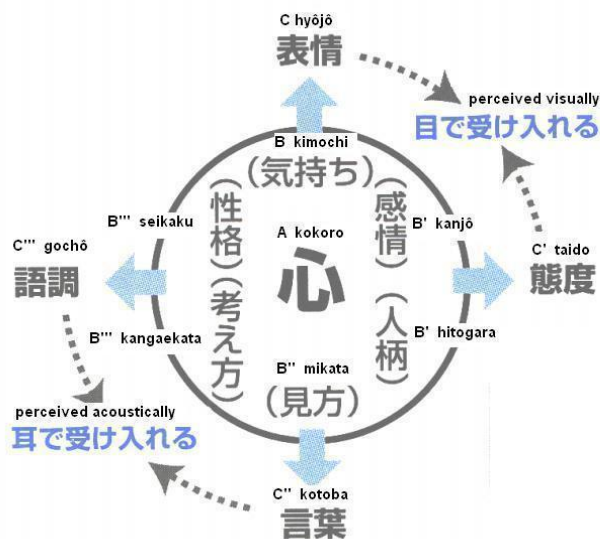 C hyôjô
表情
perceived visually
目で受け入れる
B kimochi
(気持ち)
B''' seikaku
(性格)
B' kanjô
(感情)
A kokoro
心
C''' gochô
語調
C' taido
態度
B''' kangaekata
(考え方)
B' hitogara
(人柄)
B'' mikata
(見方)
perceived acoustically
耳で受け入れる
C'' kotoba
言葉